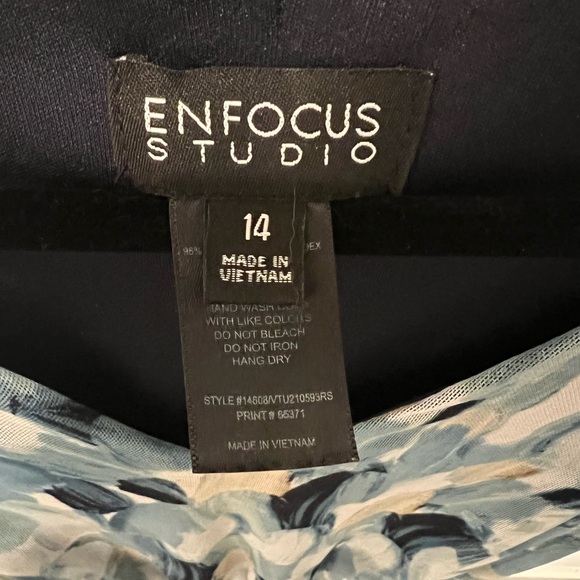 ENFOCUS
STUDIO
14
MADE IN
VIETNAM
HAND WASH
WITH LIKE COLORS
DO NOT BLEACH
DO NOT IRON
HANG DRY
STYLE #14608/VTU210593RS
PRINT # 65371
MADE IN VIETNAM